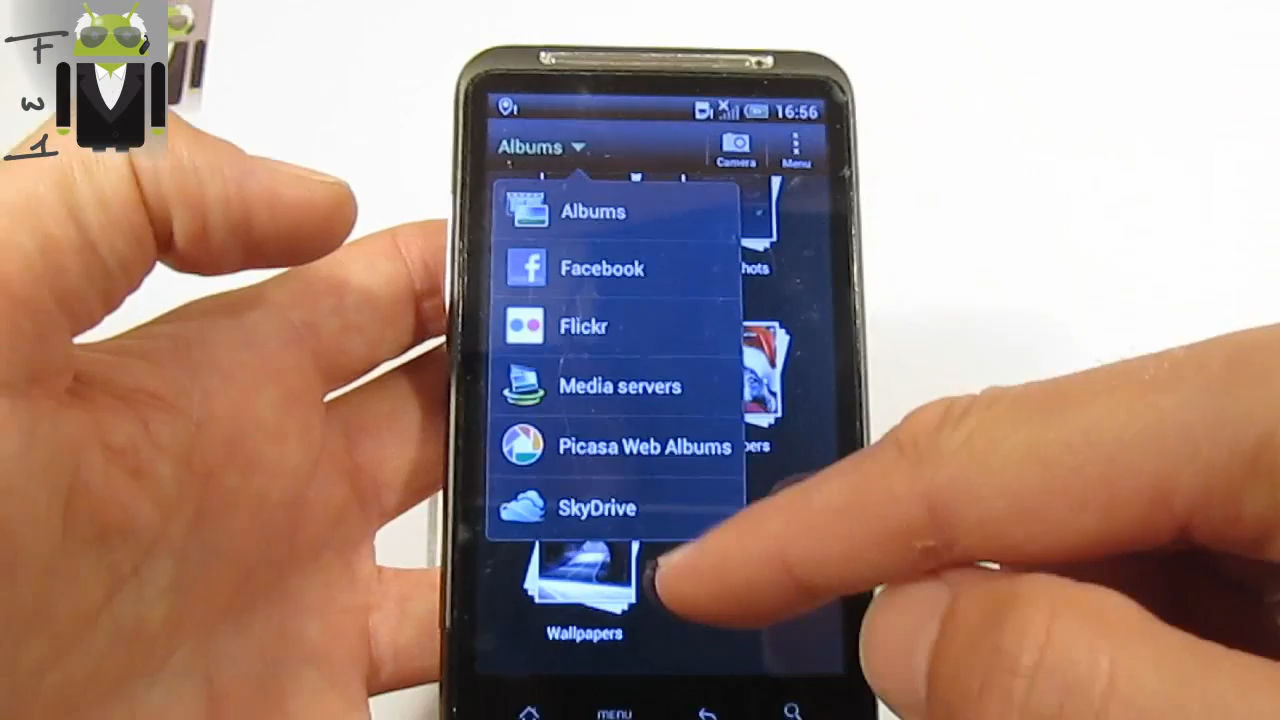 F
W
1
16:56
Albums
Camera
Menu
Albums
hots
Facebook
Flickr
Media servers
Picasa Web Albums
pers
SkyDrive
Wallpapers
MENU